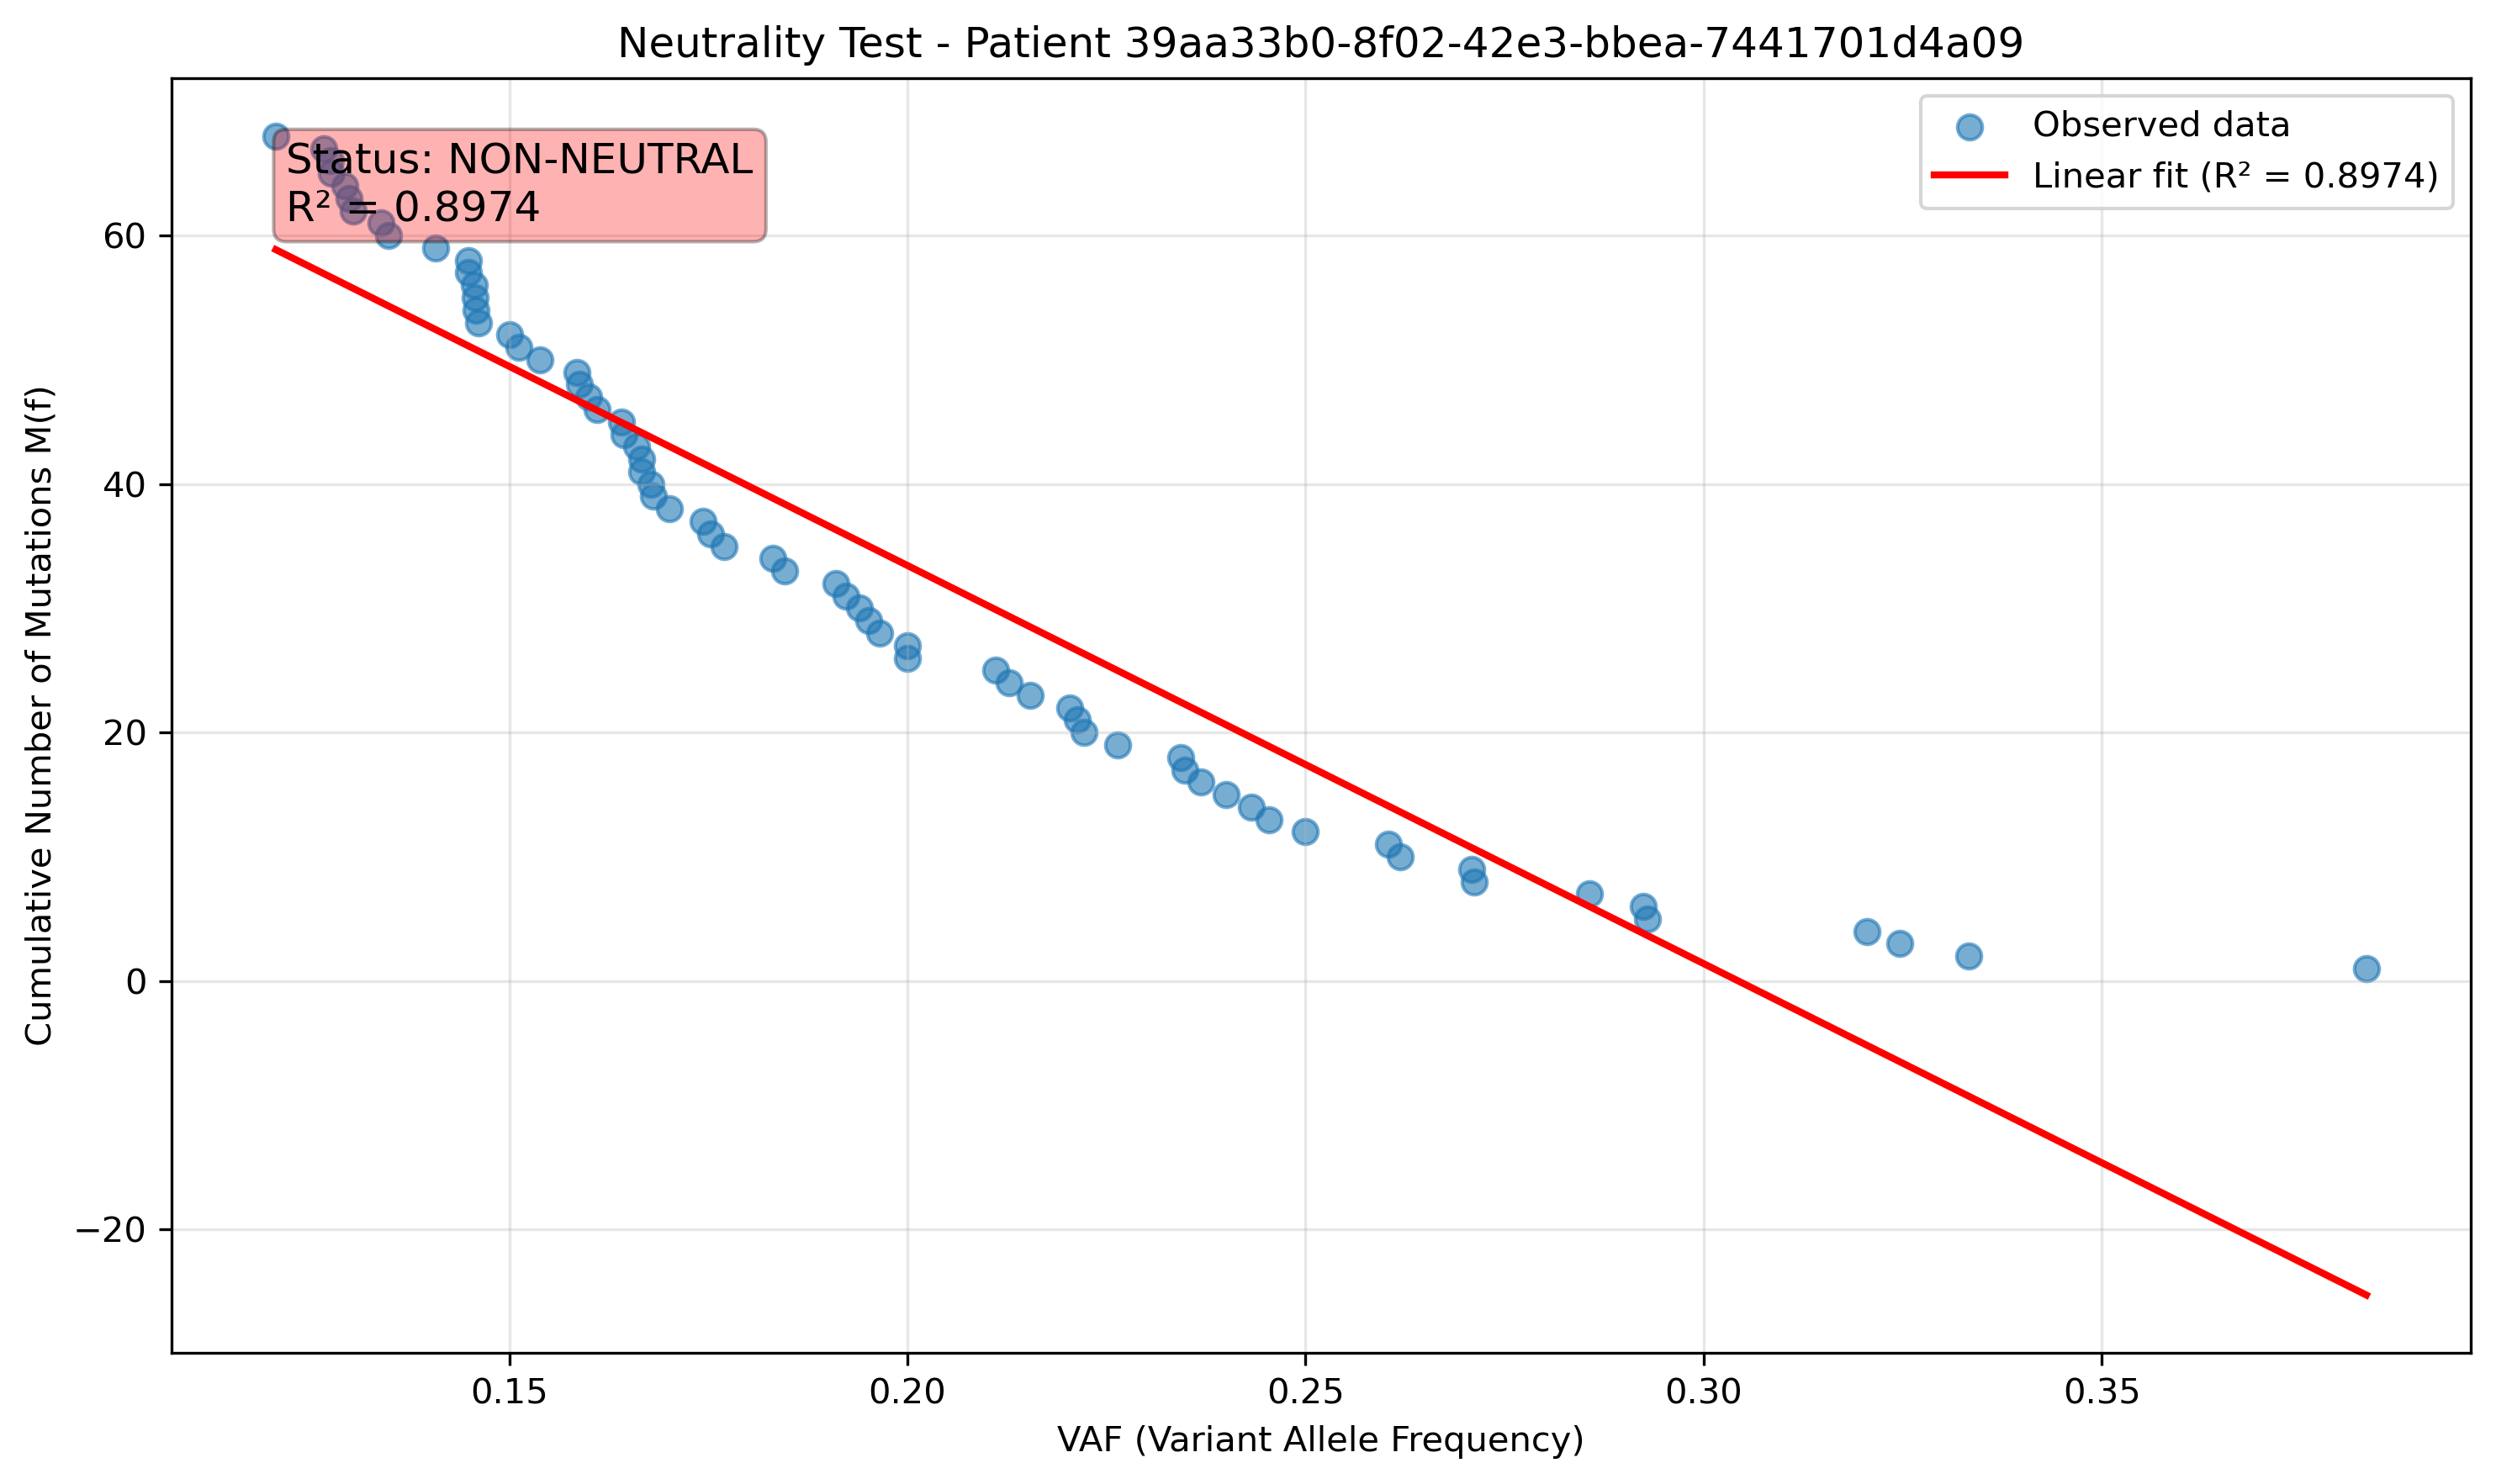 Neutrality Test - Patient 39aa33b0-8f02-42e3-bbea-7441701d4a09
Status: NON-NEUTRAL
R² = 0.8974
Observed data
Linear fit (R² = 0.8974)
Cumulative Number of Mutations M(f)
60
40
20
0
−20
0.15
0.20
0.25
0.30
0.35
VAF (Variant Allele Frequency)